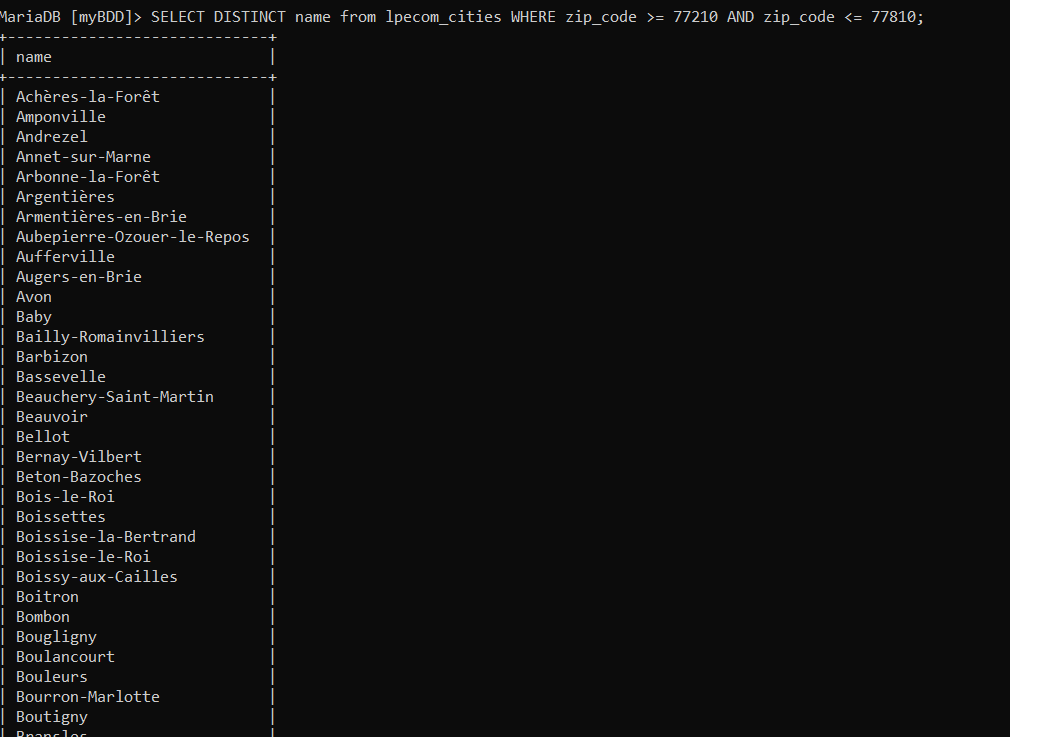 MariaDB [myBDD]> SELECT DISTINCT name from lpecom_cities WHERE zip_code >= 77210 AND zip_code <= 77810;
+-----------------------------+
| name |
+-----------------------------+
| Achères-la-Forêt |
| Amponville |
| Andrezel |
| Annet-sur-Marne |
| Arbonne-la-Forêt |
| Argentières |
| Armentières-en-Brie |
| Aubepierre-Ozouer-le-Repos |
| Aufferville |
| Augers-en-Brie |
| Avon |
| Baby |
| Bailly-Romainvilliers |
| Barbizon |
| Bassevelle |
| Beauchery-Saint-Martin |
| Beauvoir |
| Bellot |
| Bernay-Vilbert |
| Beton-Bazoches |
| Bois-le-Roi |
| Boissettes |
| Boissise-la-Bertrand |
| Boissise-le-Roi |
| Boissy-aux-Cailles |
| Boitron |
| Bombon |
| Bougligny |
| Boulancourt |
| Bouleurs |
| Bourron-Marlotte |
| Boutigny |